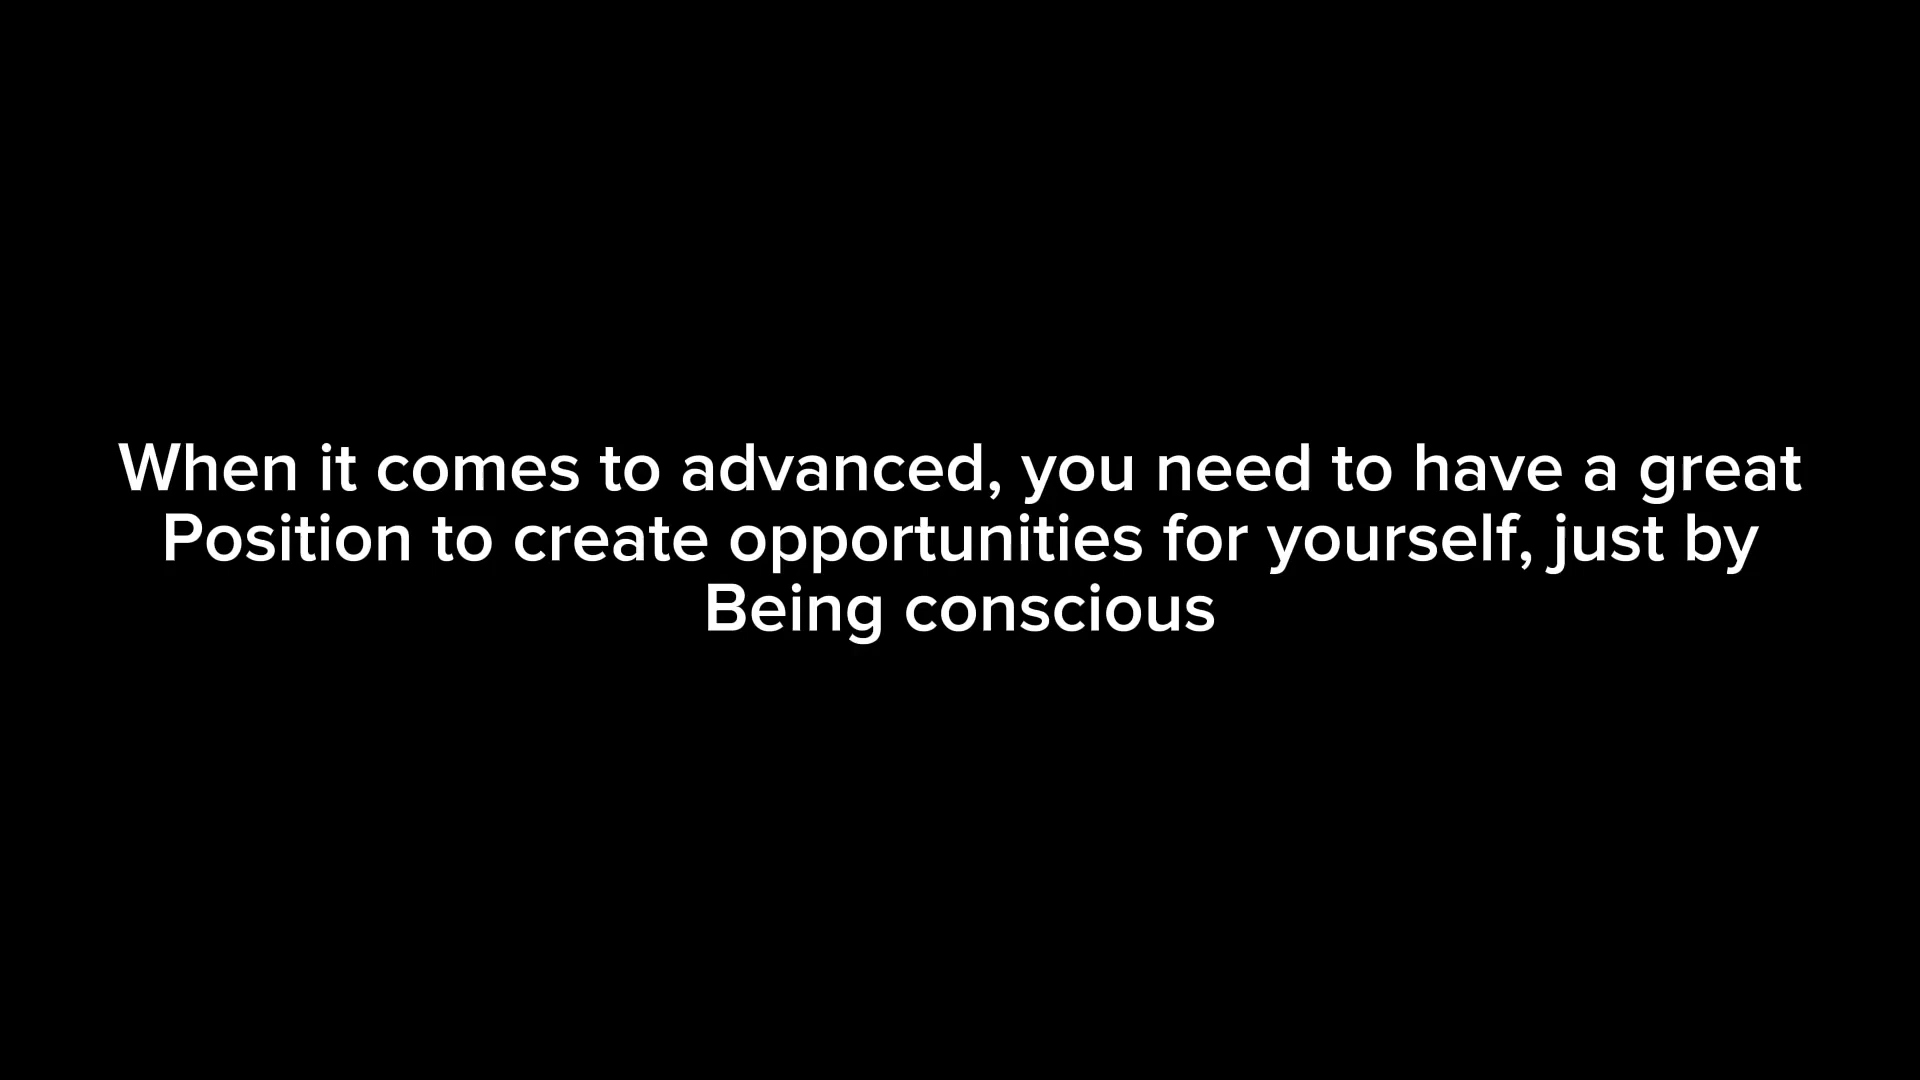 When it comes to advanced, you need to have a great
Position to create opportunities for yourself, just by
Being conscious